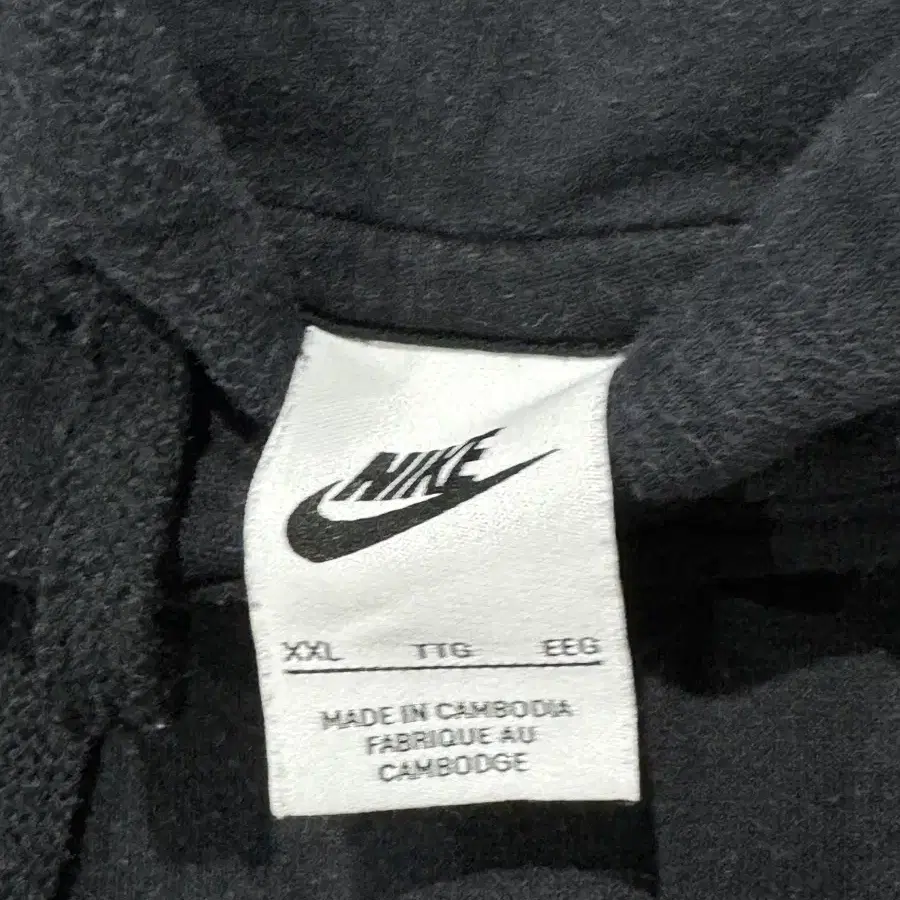 NIKE
XXL TTG EEG
MADE IN CAMBODIA
FABRIQUE AU
CAMBODGE